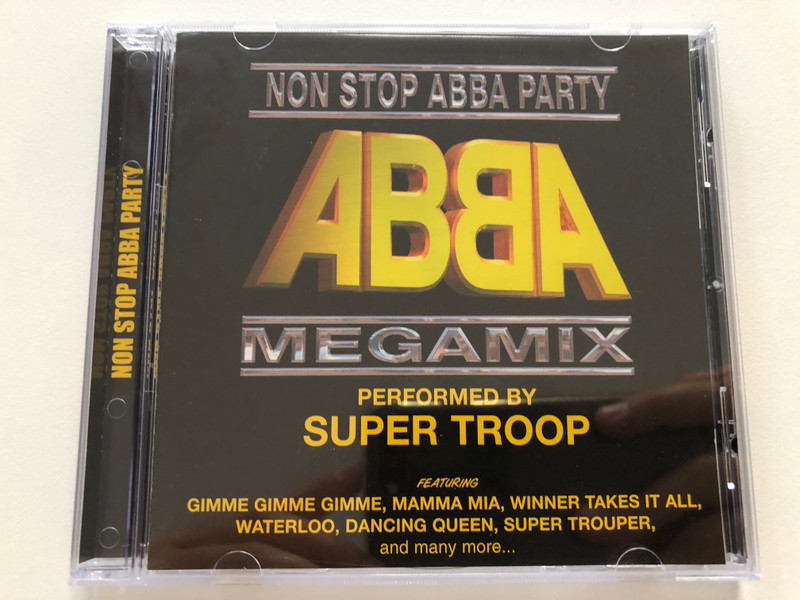 NON STOP ABBA PARTY
NON STOP ABBA PARTY
ABBA
MEGAMIX
PERFORMED BY
SUPER TROOP
FEATURING
GIMME GIMME GIMME, MAMMA MIA, WINNER TAKES IT ALL,
WATERLOO, DANCING QUEEN, SUPER TROUPER,
and many more...